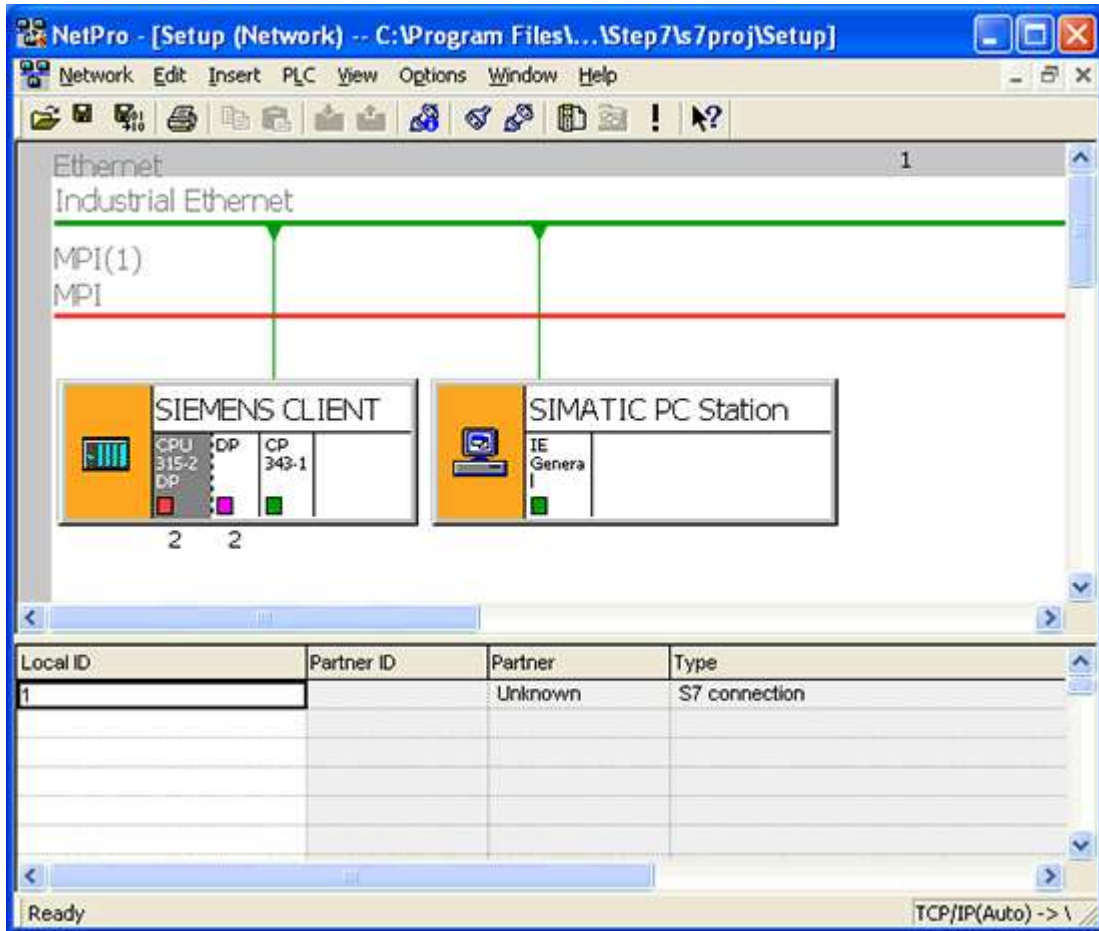 NetPro - [Setup (Network) -- C:\Program Files\...\Step7\s7proj\Setup]
Network Edit Insert PLC View Options Window Help
Ethernet 1
Industrial Ethernet
MPI(1)
MPI
SIEMENS CLIENT
CPU
315-2
DP
DP
CP
343-1
2 2
SIMATIC PC Station
IE
Genera
l
Local ID Partner ID Partner Type
1 Unknown S7 connection
Ready TCP/IP(Auto) -> \